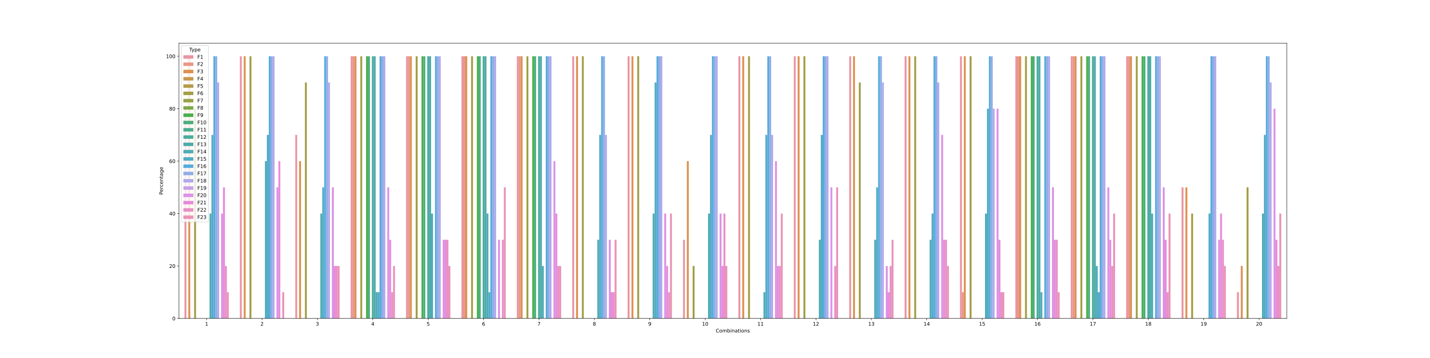 Type
F1
F2
F3
F4
F5
F6
F7
F8
F9
F10
F11
F12
F13
F14
F15
F16
F17
F18
F19
F20
F21
F22
F23
100
80
60
40
20
0
Percentage
1 2 3 4 5 6 7 8 9 10 11 12 13 14 15 16 17 18 19 20
Combinations